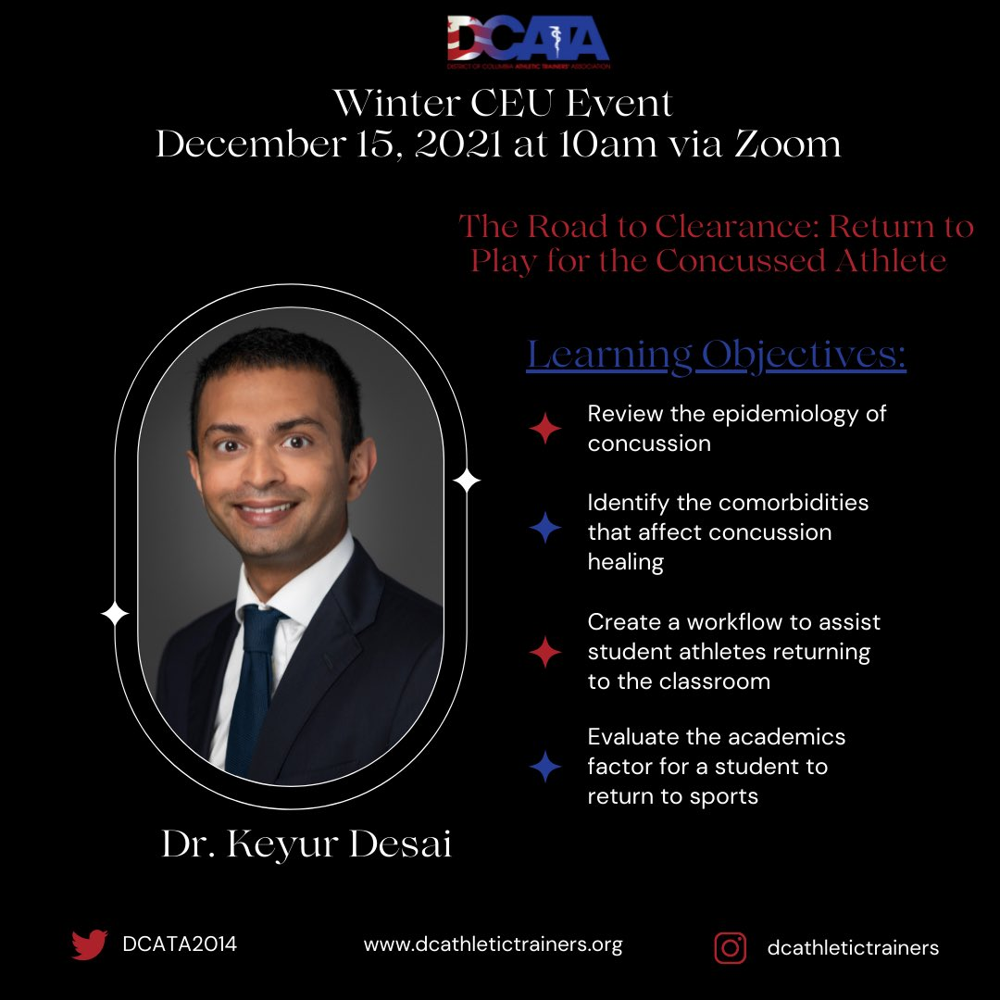 DCATA
DISTRICT OF COLUMBIA ATHLETIC TRAINERS' ASSOCIATION
Winter CEU Event
December 15, 2021 at 10am via Zoom
The Road to Clearance: Return to
Play for the Concussed Athlete
Learning Objectives:
Review the epidemiology of
concussion
Identify the comorbidities
that affect concussion
healing
Create a workflow to assist
student athletes returning
to the classroom
Evaluate the academics
factor for a student to
return to sports
Dr. Keyur Desai
DCATA2014
www.dcathletictrainers.org
dcathletictrainers